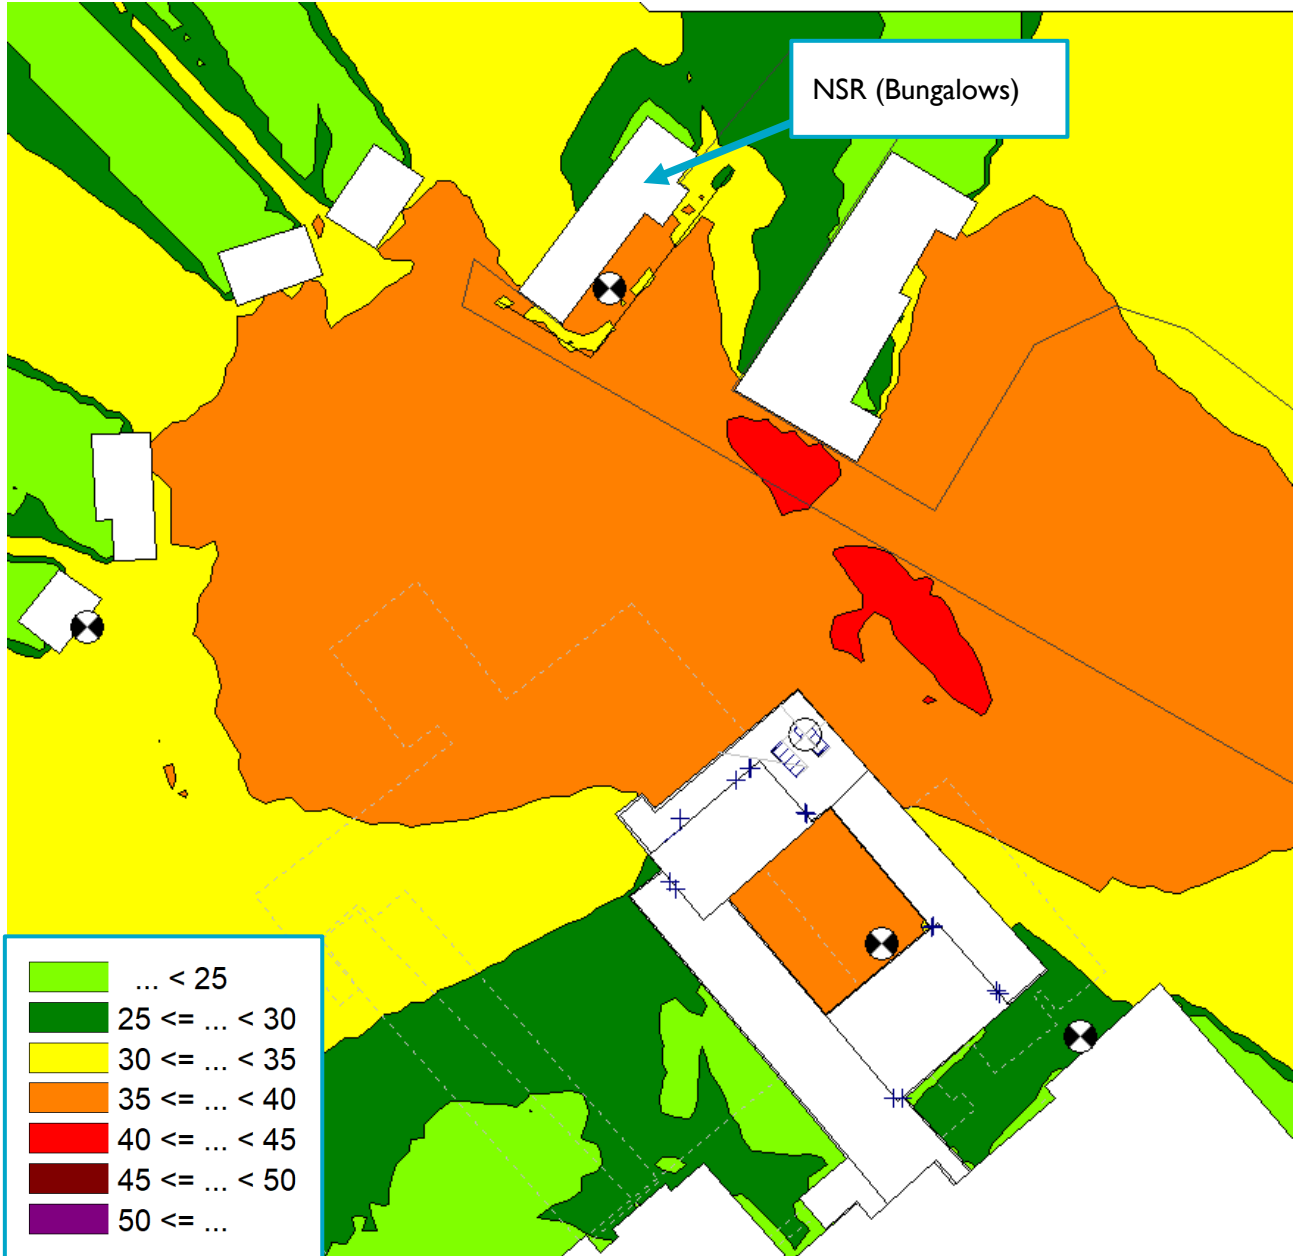 NSR (Bungalows)
... < 25
25 <= ... < 30
30 <= ... < 35
35 <= ... < 40
40 <= ... < 45
45 <= ... < 50
50 <= ...